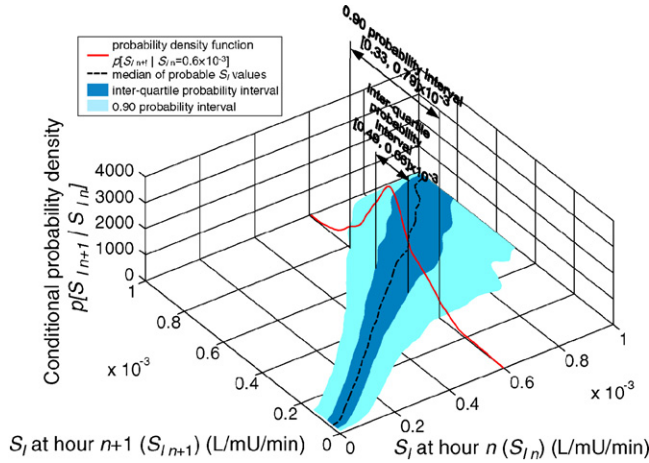 probability density function
p[S_I n+1 | S_I n=0.6x10⁻³]
median of probable S_I values
inter-quartile probability interval
0.90 probability interval
0.90 probability interval
[0.33, 0.79]x10⁻³
Inter-Quartile
probability
interval
[0.49, 0.66]x10⁻³
Conditional probability density
p[S_I n+1 | S_I n]
4000
3000
2000
1000
0
1
0.8
0.6
0.4
0.2
0
x 10⁻³
S_I at hour n+1 (S_I n+1) (L/mU/min)
0
0.2
0.4
0.6
0.8
1
x 10⁻³
S_I at hour n (S_I n) (L/mU/min)